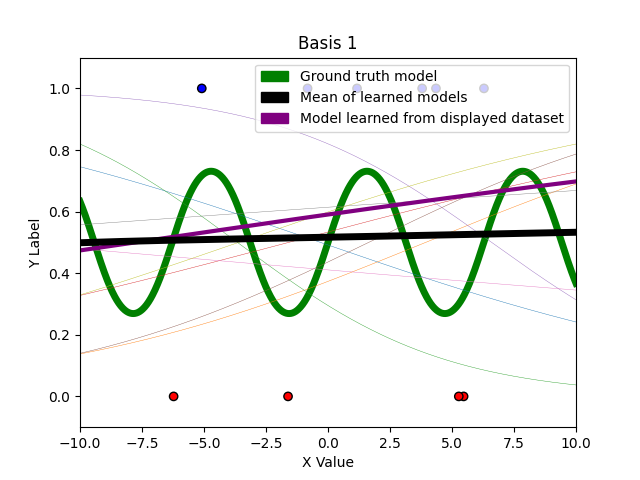 Basis 1
Ground truth model
Mean of learned models
Model learned from displayed dataset
Y Label
1.0
0.8
0.6
0.4
0.2
0.0
−10.0 −7.5 −5.0 −2.5 0.0 2.5 5.0 7.5 10.0
X Value